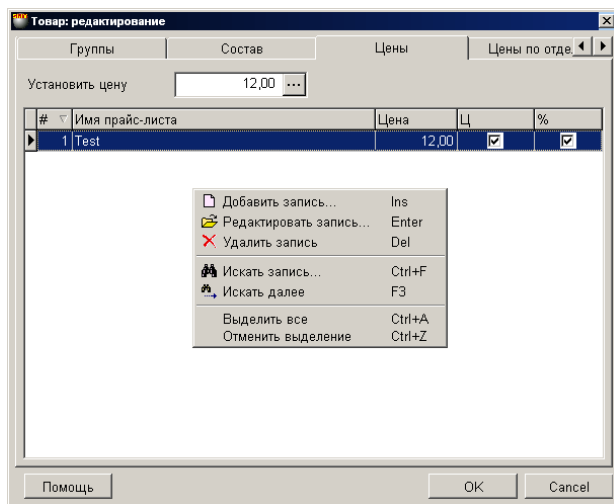 Товар: редактирование
Группы Состав Цены Цены по отде
Установить цену 12,00 ...
# Имя прайс-листа Цена Ц %
1 Test 12,00
Добавить запись... Ins
Редактировать запись... Enter
Удалить запись Del
Искать запись... Ctrl+F
Искать далее F3
Выделить все Ctrl+A
Отменить выделение Ctrl+Z
Помощь OK Cancel